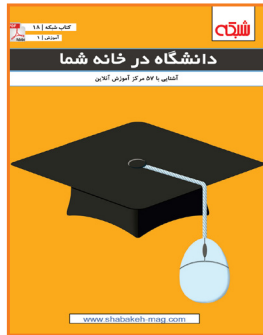 شبکه
کتاب شبکه | ۱۸
آموزش | ۱
دانشگاه در خانه شما
آشنایی با ۵۷ مرکز آموزش آنلاین
www.shabakeh-mag.com